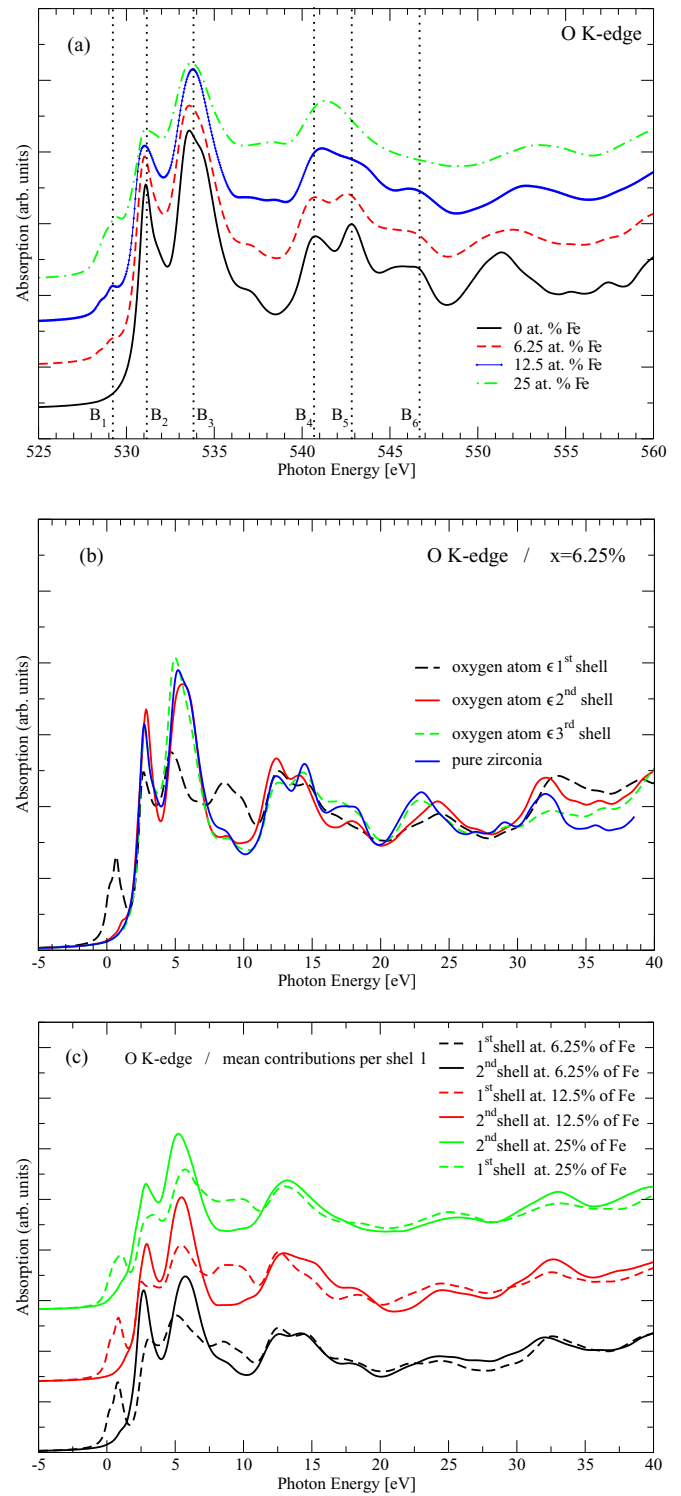 (a)
O K-edge
Absorption (arb. units)
0 at. % Fe
6.25 at. % Fe
12.5 at. % Fe
25 at. % Fe
B1 B2 B3 B4 B5 B6
525 530 535 540 545 550 555 560
Photon Energy [eV]
(b)
O K-edge / x=6.25%
Absorption (arb. units)
oxygen atom ϵ1st shell
oxygen atom ϵ2nd shell
oxygen atom ϵ3rd shell
pure zirconia
-5 0 5 10 15 20 25 30 35 40
Photon Energy [eV]
(c)
O K-edge / mean contributions per shel 1
Absorption (arb. units)
1st shell at. 6.25% of Fe
2nd shell at. 6.25% of Fe
1st shell at. 12.5% of Fe
2nd shell at. 12.5% of Fe
2nd shell at. 25% of Fe
1st shell at. 25% of Fe
-5 0 5 10 15 20 25 30 35 40
Photon Energy [eV]